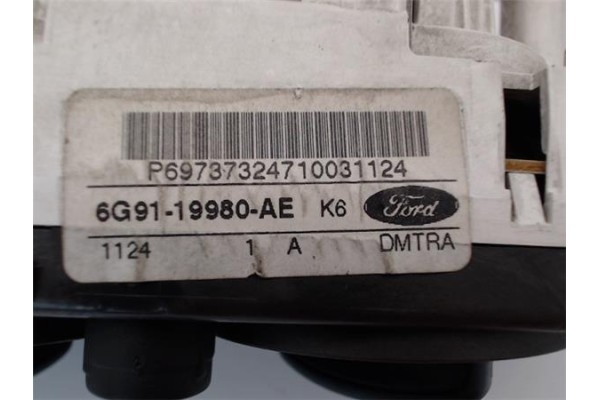 P69737324710031124
6G91-19980-AE K6 Ford
1124 1 A DMTRA